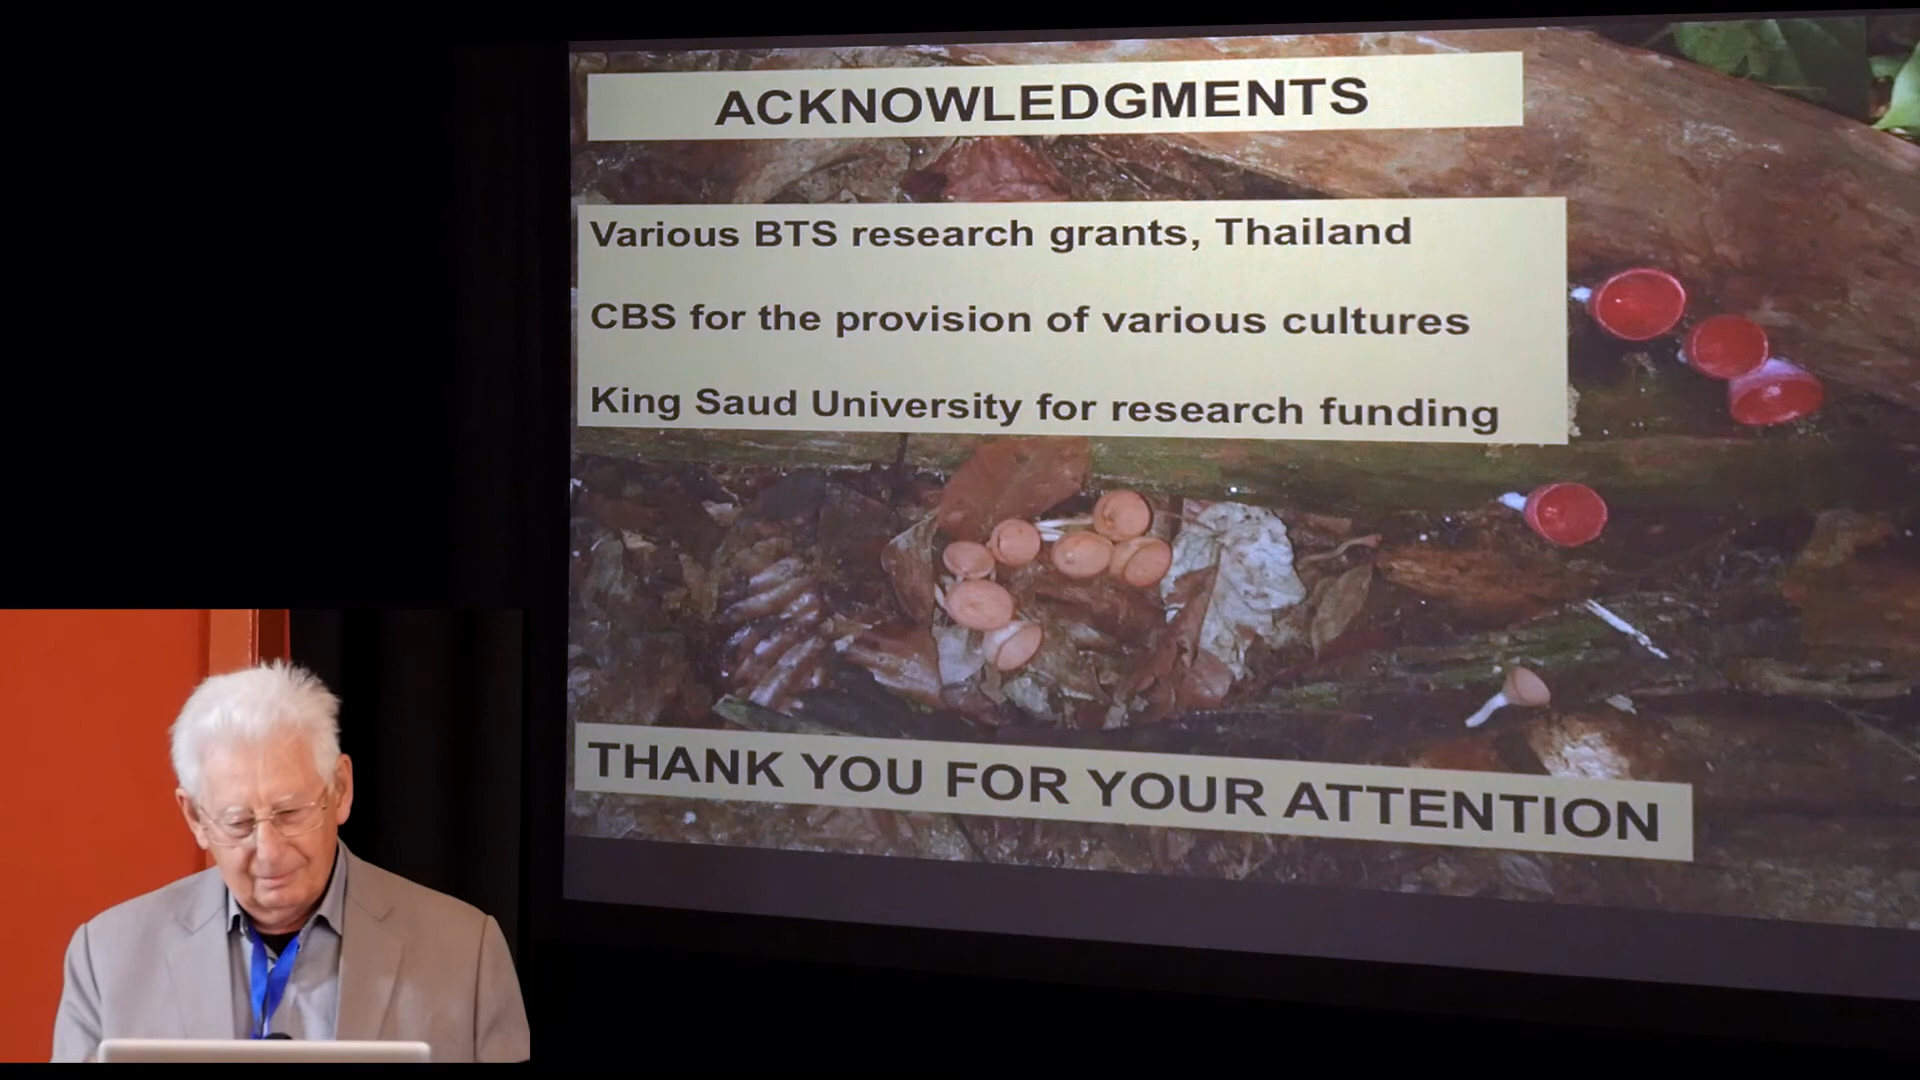 ACKNOWLEDGMENTS
Various BTS research grants, Thailand
CBS for the provision of various cultures
King Saud University for research funding
THANK YOU FOR YOUR ATTENTION